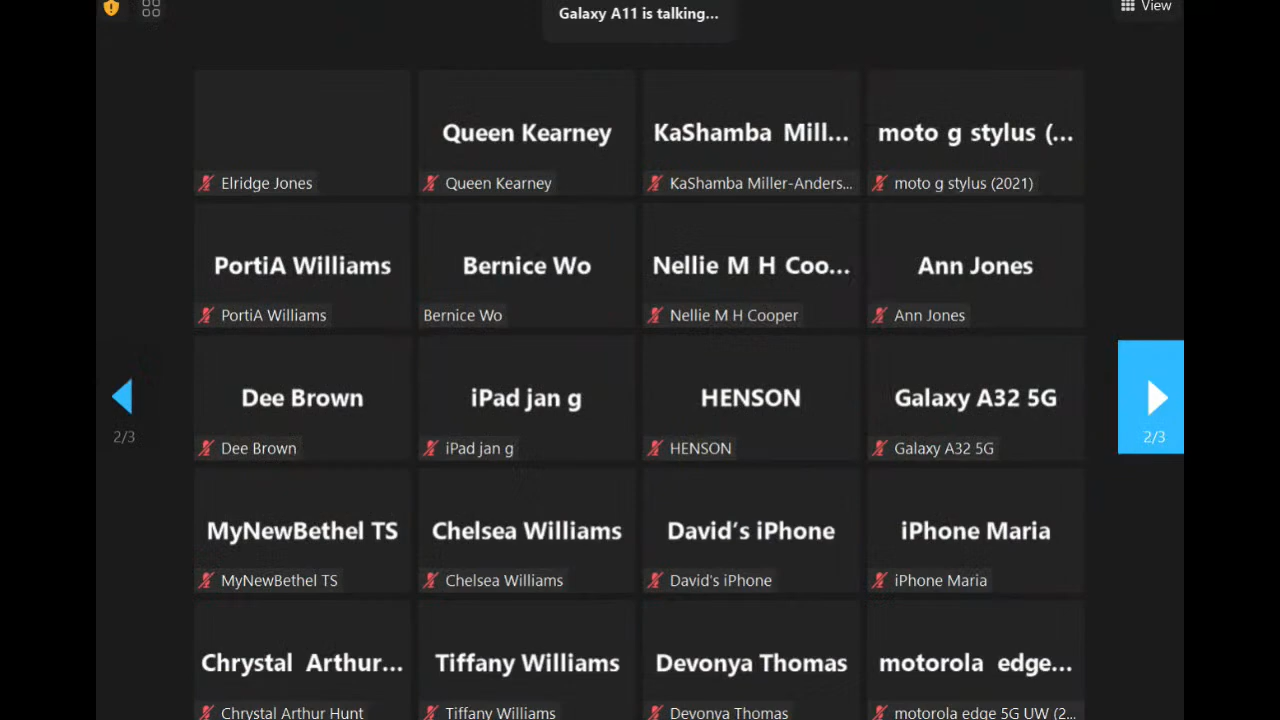 Galaxy A11 is talking...
View
Queen Kearney
KaShamba Mill...
moto g stylus (...
Elridge Jones
Queen Kearney
KaShamba Miller-Anders...
moto g stylus (2021)
PortiA Williams
Bernice Wo
Nellie M H Coo...
Ann Jones
PortiA Williams
Bernice Wo
Nellie M H Cooper
Ann Jones
Dee Brown
iPad jan g
HENSON
Galaxy A32 5G
Dee Brown
iPad jan g
HENSON
Galaxy A32 5G
2/3
2/3
MyNewBethel TS
Chelsea Williams
David's iPhone
iPhone Maria
MyNewBethel TS
Chelsea Williams
David's iPhone
iPhone Maria
Chrystal Arthur...
Tiffany Williams
Devonya Thomas
motorola edge...
Chrystal Arthur Hunt
Tiffany Williams
Devonya Thomas
motorola edge 5G UW (2...